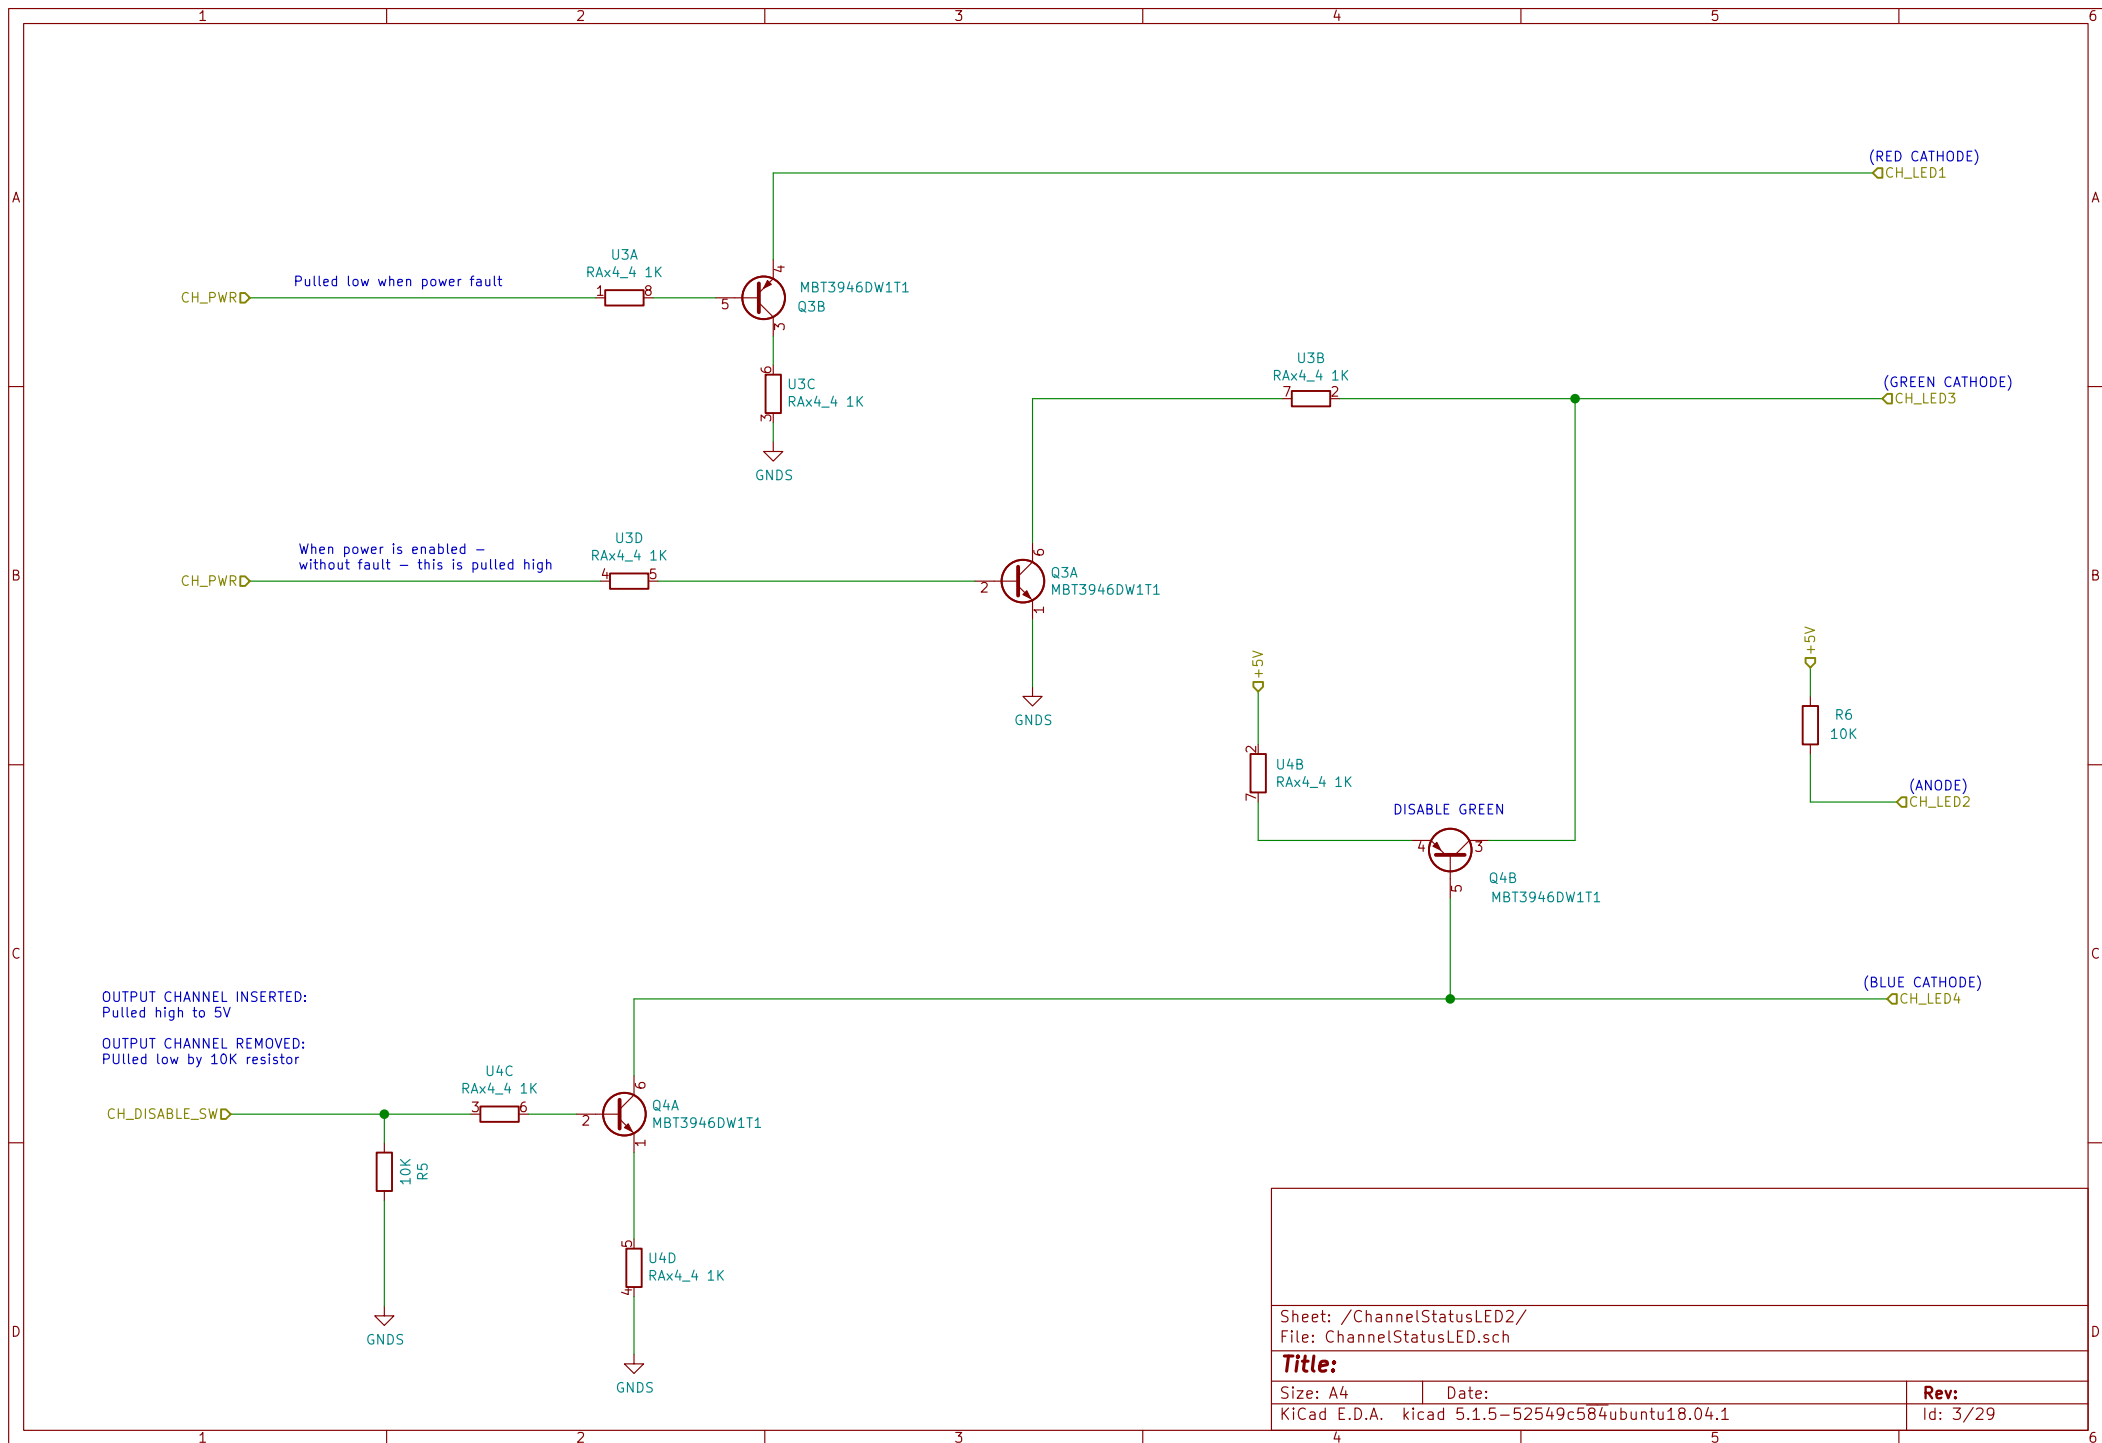 1 2 3 4 5 6
(RED CATHODE)
CH_LED1
A A
U3A
RAx4_4 1K
Pulled low when power fault
CH_PWR
1 8
5
4
3
MBT3946DW1T1
Q3B
6
U3C
RAx4_4 1K
3
GNDS
U3B
RAx4_4 1K
7 2
(GREEN CATHODE)
CH_LED3
When power is enabled -
without fault - this is pulled high
U3D
RAx4_4 1K
CH_PWR
4 5
2
6
1
Q3A
MBT3946DW1T1
GNDS
B B
+5V
2
U4B
RAx4_4 1K
7
+5V
R6
10K
(ANODE)
CH_LED2
DISABLE GREEN
4 3
5
Q4B
MBT3946DW1T1
C C
(BLUE CATHODE)
CH_LED4
OUTPUT CHANNEL INSERTED:
Pulled high to 5V
OUTPUT CHANNEL REMOVED:
PUlled low by 10K resistor
U4C
RAx4_4 1K
CH_DISABLE_SW
3 6
2
6
1
Q4A
MBT3946DW1T1
10K
R5
GNDS
5
U4D
RAx4_4 1K
4
GNDS
D D
Sheet: /ChannelStatusLED2/
File: ChannelStatusLED.sch
Title:
Size: A4 Date: Rev:
KiCad E.D.A. kicad 5.1.5-52549c584ubuntu18.04.1 Id: 3/29
1 2 3 4 5 6